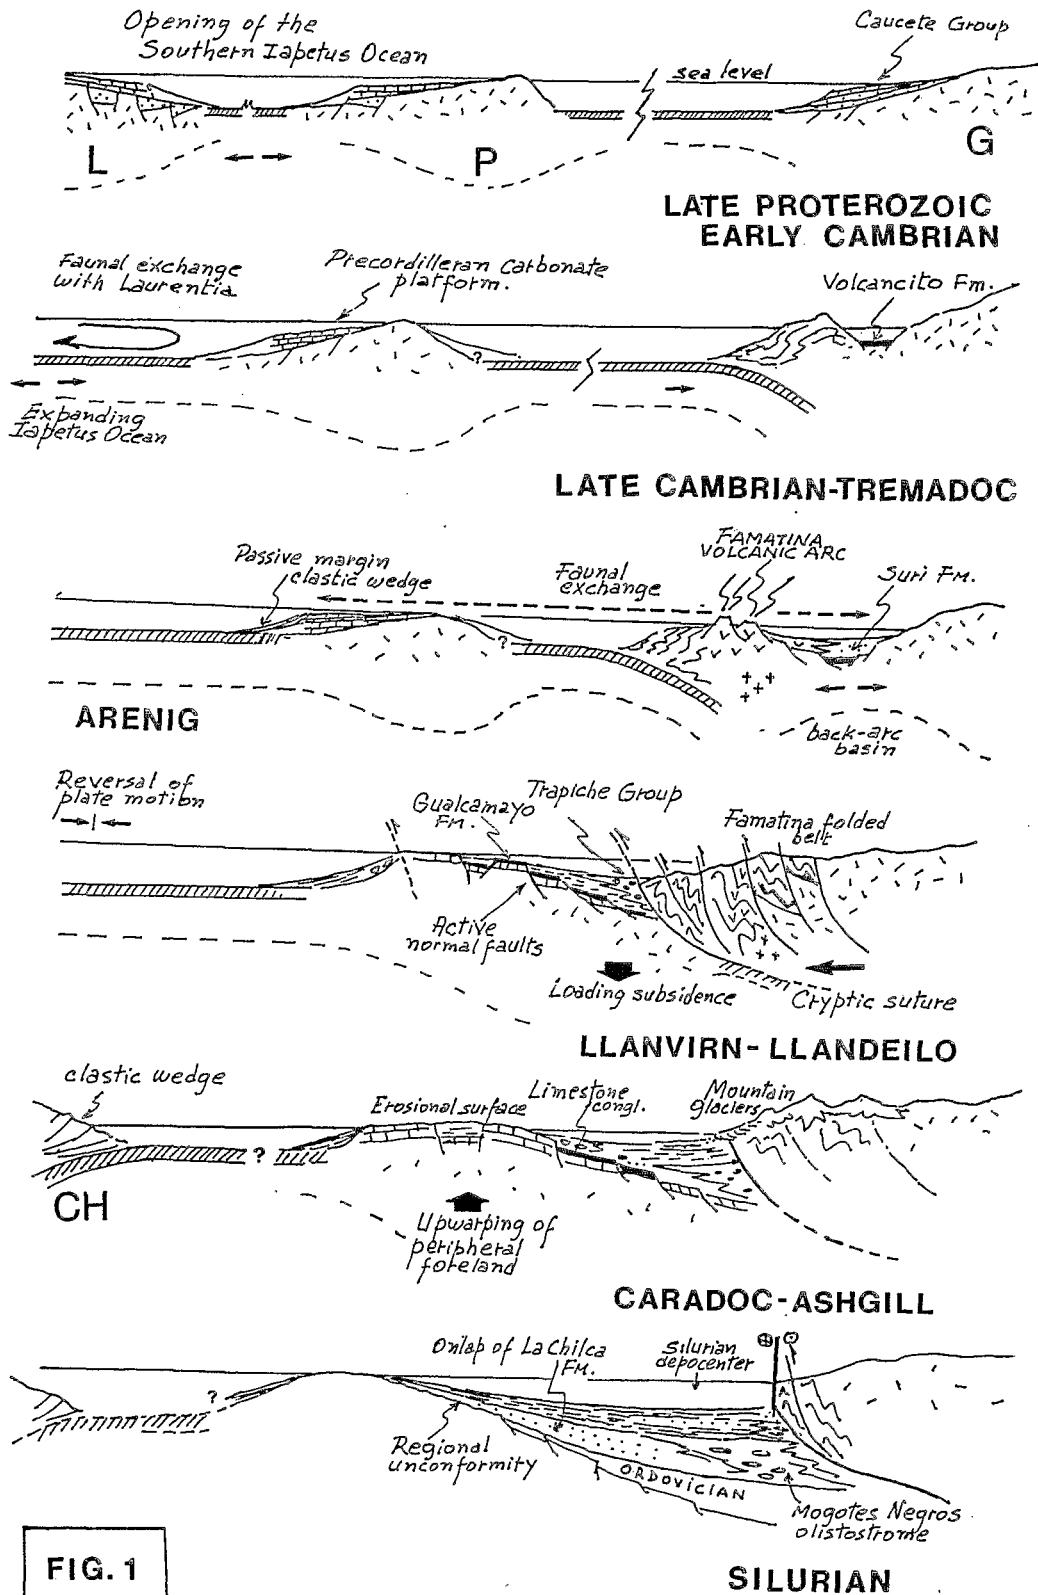 Opening of the
Southern Iapetus Ocean
Caucete Group
sea level
L
P
G
LATE PROTEROZOIC
EARLY CAMBRIAN
Faunal exchange
with Laurentia
Precordilleran Carbonate
platform.
Volcancito Fm.
?
Expanding
Iapetus Ocean
LATE CAMBRIAN-TREMADOC
Passive margin
clastic wedge
Faunal
exchange
FAMATINA
VOLCANIC ARC
Suri FM.
?
ARENIG
back-arc
basin
Reversal of
plate motion
Gualcamayo
FM.
Trapiche Group
Famatina folded
belt
Active
normal faults
Loading subsidence
Cryptic suture
LLANVIRN-LLANDEILO
clastic wedge
Erosional surface
Limestone
congl.
Mountain
glaciers
?
CH
Upwarping of
peripheral
foreland
CARADOC-ASHGILL
Onlap of La Chilca
FM.
Silurian
depocenter
?
Regional
unconformity
ORDOVICIAN
Mogotes Negros
olistostrome
FIG. 1
SILURIAN